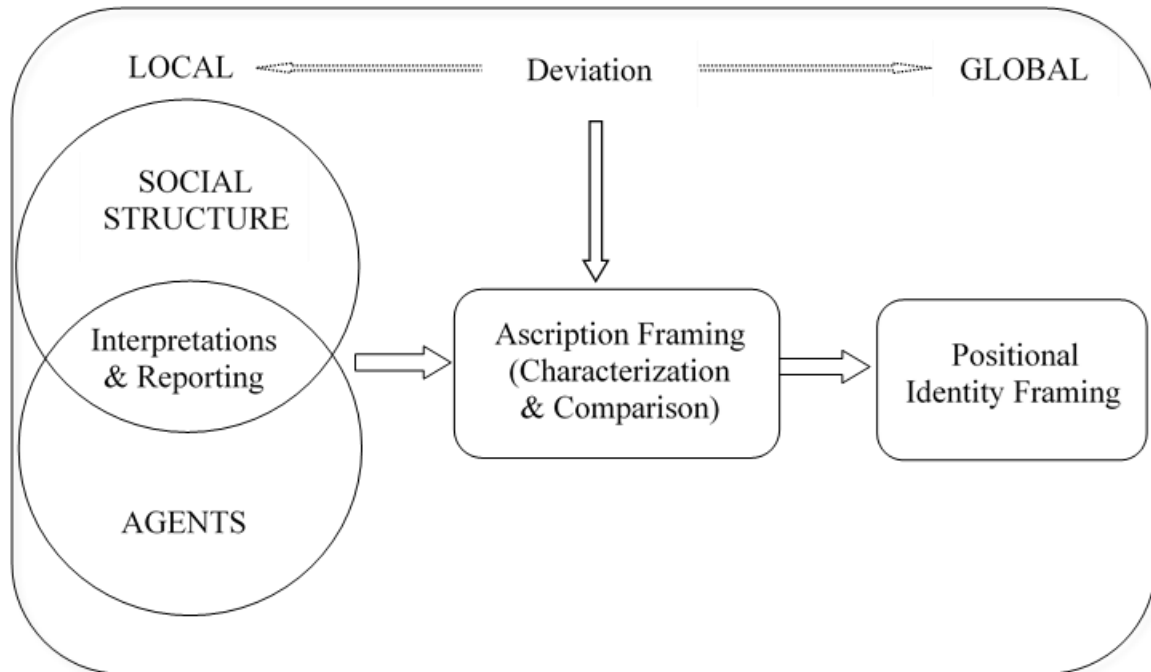 LOCAL Deviation GLOBAL
SOCIAL
STRUCTURE
Interpretations
& Reporting
AGENTS
Ascription Framing
(Characterization
& Comparison)
Positional
Identity Framing